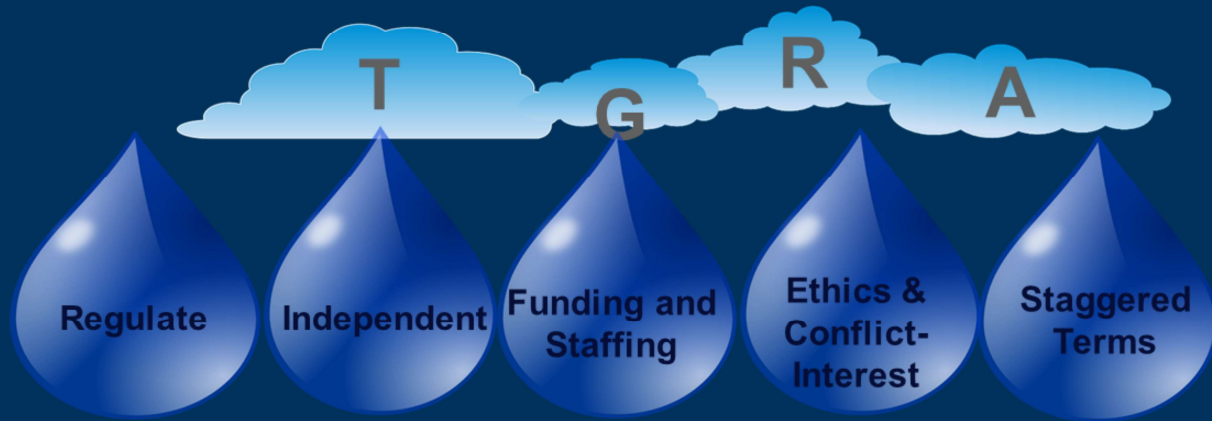 T G R A
Regulate
Independent
Funding and
Staffing
Ethics &
Conflict-
Interest
Staggered
Terms